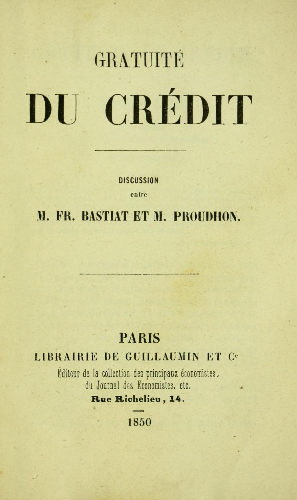 GRATUITÉ
DU CRÉDIT
DISCUSSION
entre
M. FR. BASTIAT ET M. PROUDHON.
PARIS
LIBRAIRIE DE GUILLAUMIN ET Cie
Éditeur de la collection des principaux économistes,
du Journal des Économistes, etc.
Rue Richelieu, 14.
1850